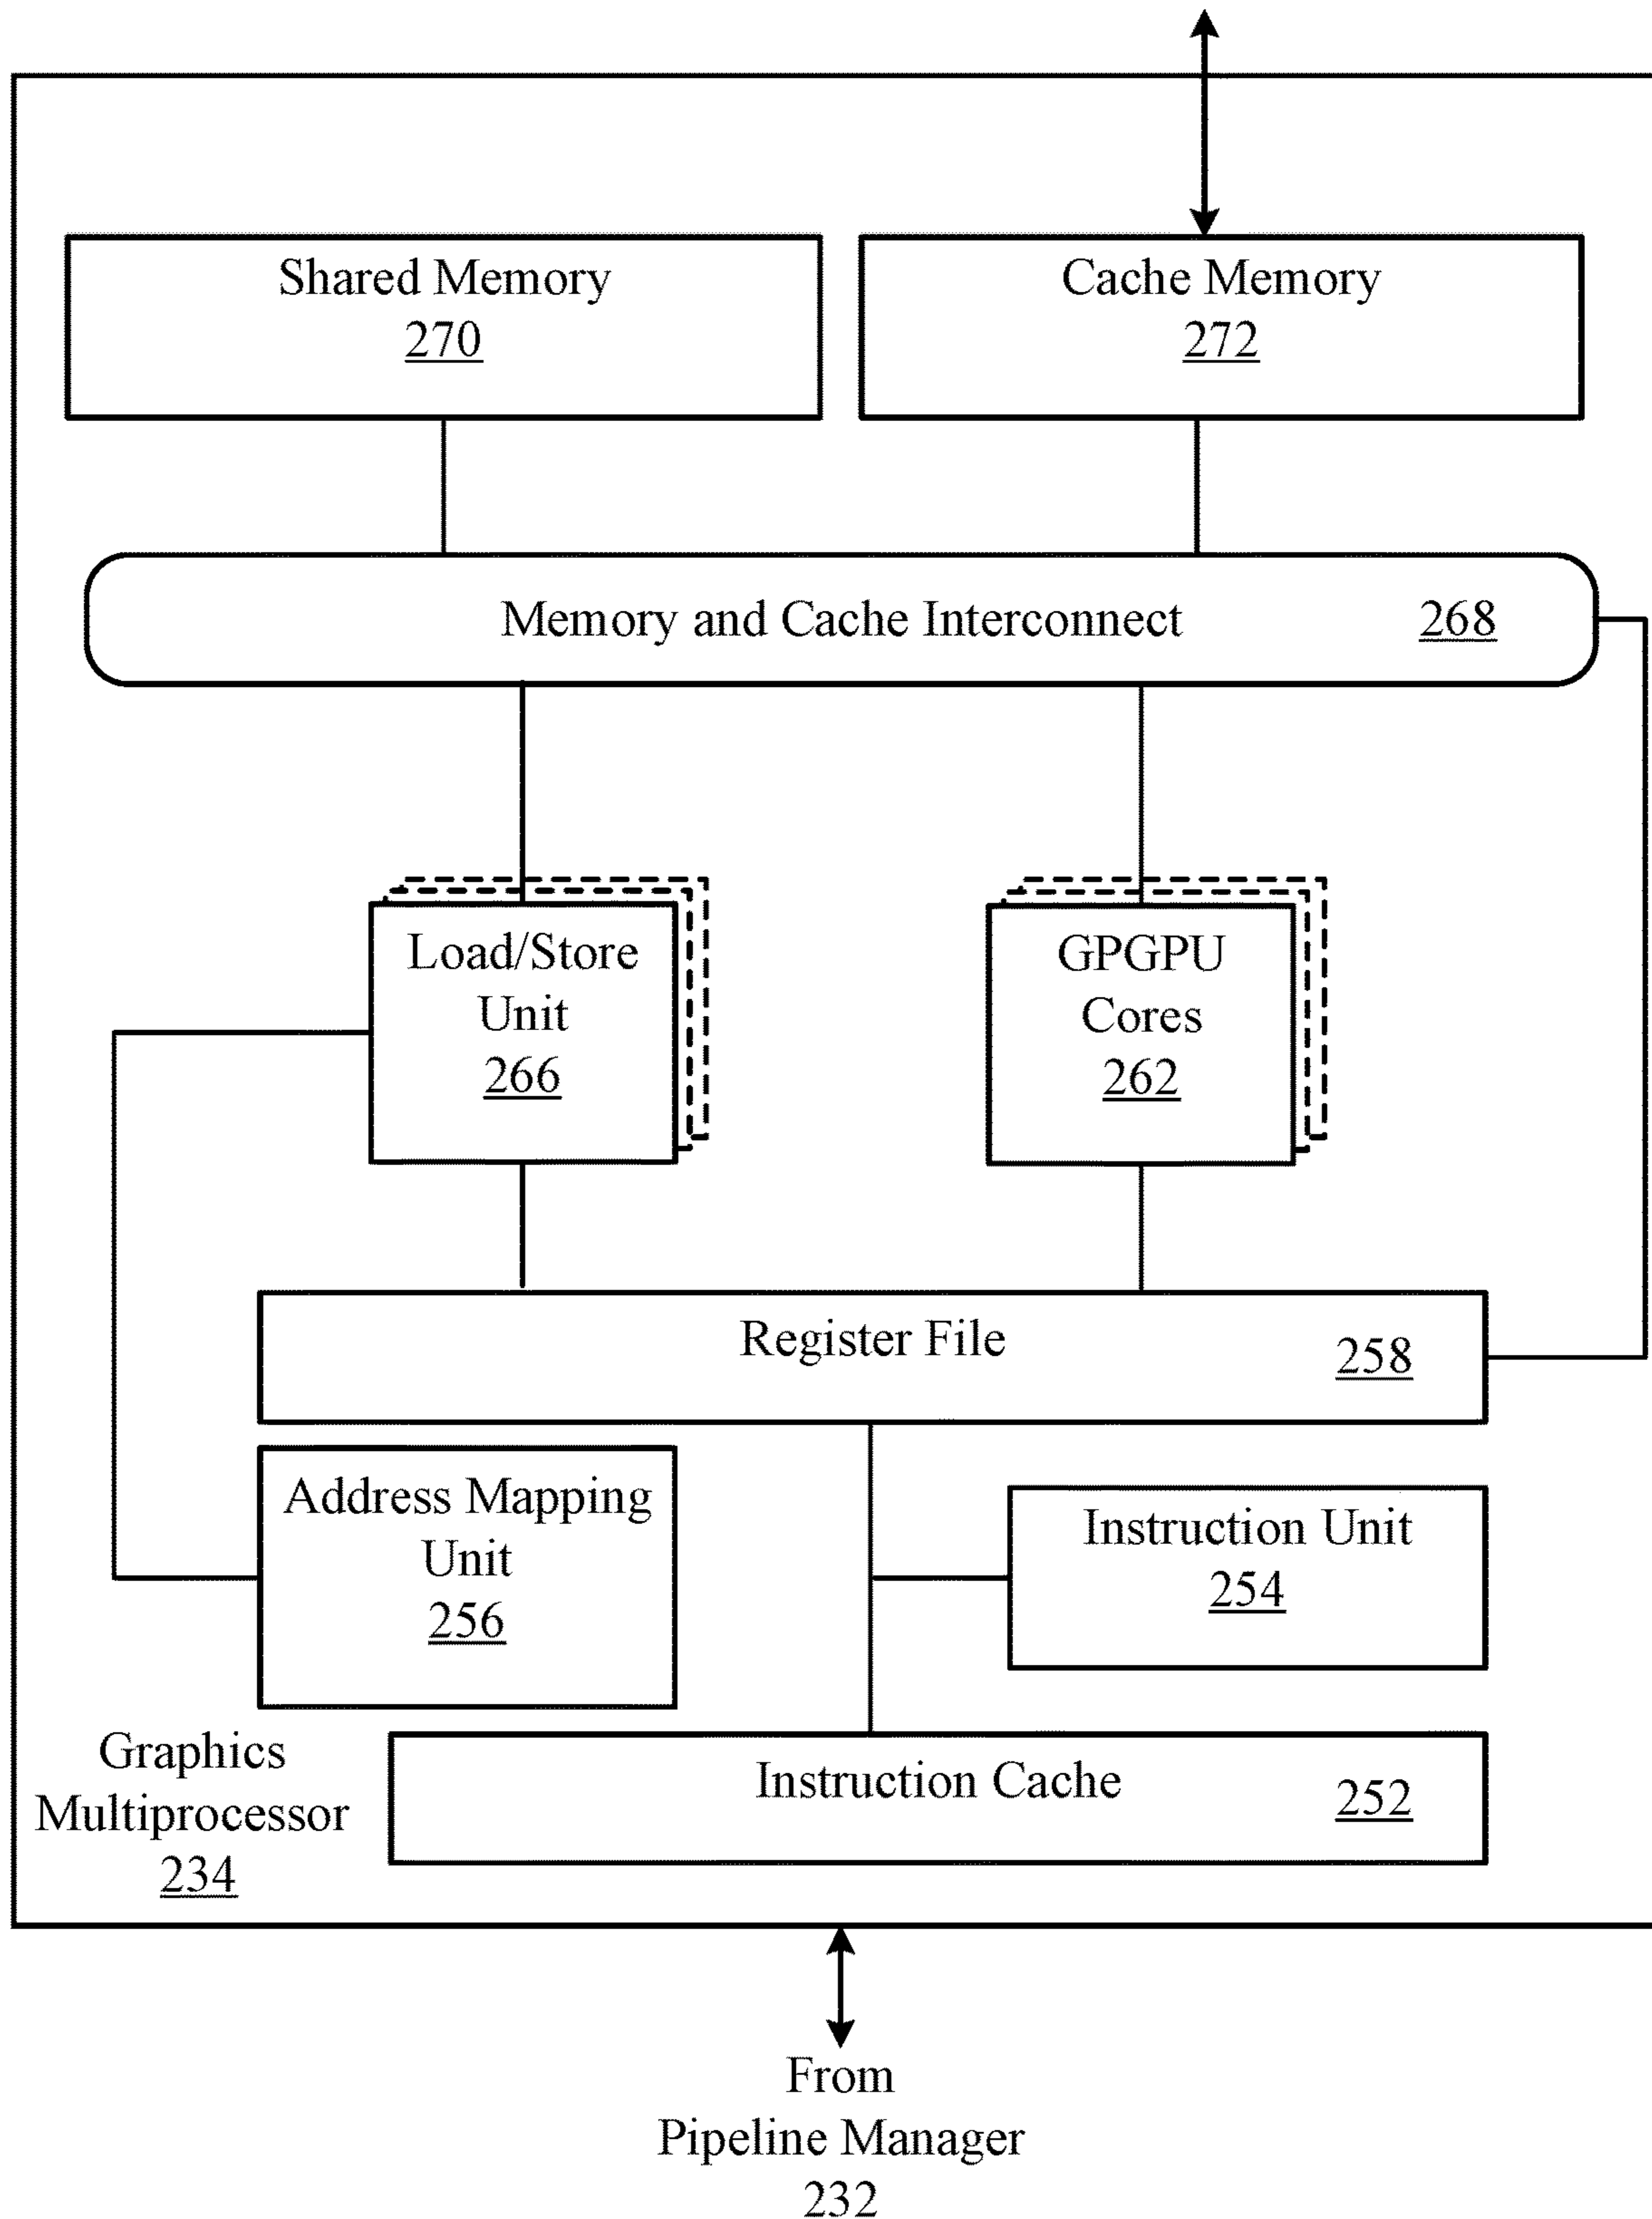 Shared Memory
270
Cache Memory
272
Memory and Cache Interconnect 268
Load/Store
Unit
266
GPGPU
Cores
262
Register File 258
Address Mapping
Unit
256
Instruction Unit
254
Graphics
Multiprocessor
234
Instruction Cache 252
From
Pipeline Manager
232